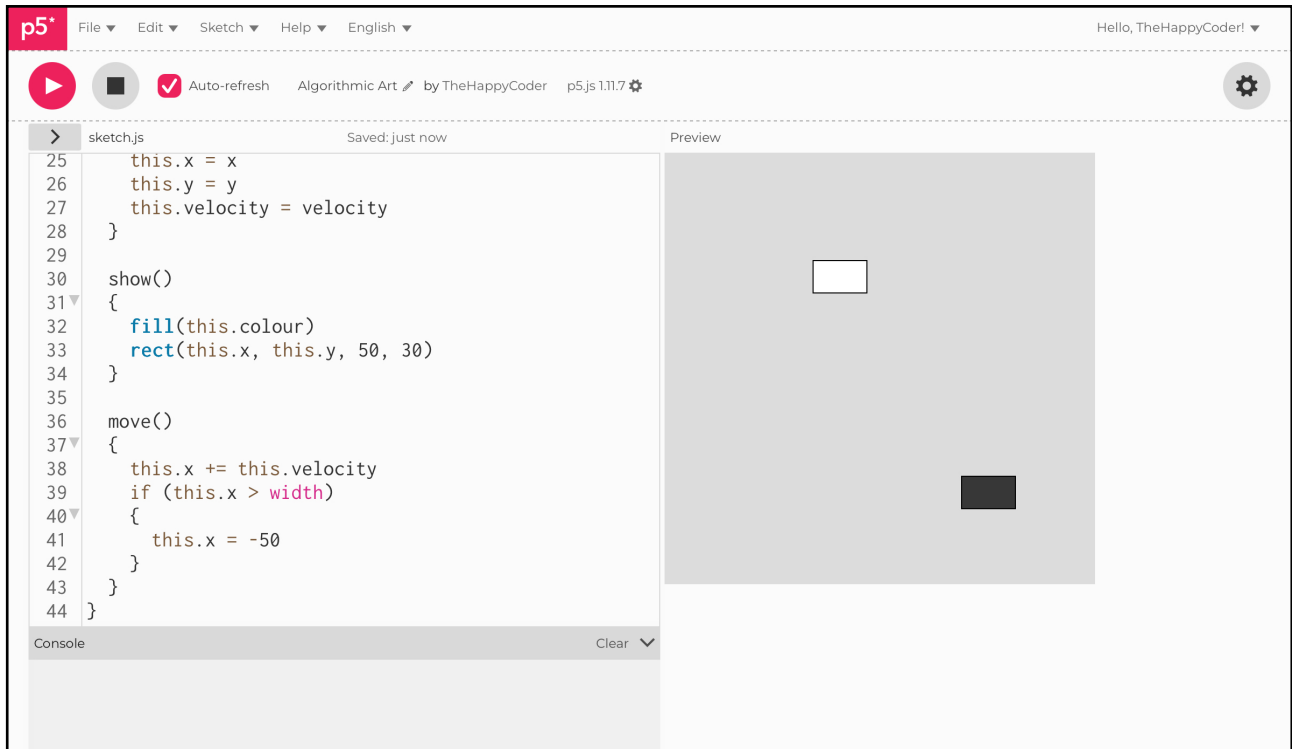 p5* File Edit Sketch Help English Hello, TheHappyCoder!
Auto-refresh Algorithmic Art by TheHappyCoder p5.js 1.11.7
> sketch.js Saved: just now Preview
25 this.x = x
26 this.y = y
27 this.velocity = velocity
28 }
29
30 show()
31 {
32 fill(this.colour)
33 rect(this.x, this.y, 50, 30)
34 }
35
36 move()
37 {
38 this.x += this.velocity
39 if (this.x > width)
40 {
41 this.x = -50
42 }
43 }
44 }
Console Clear